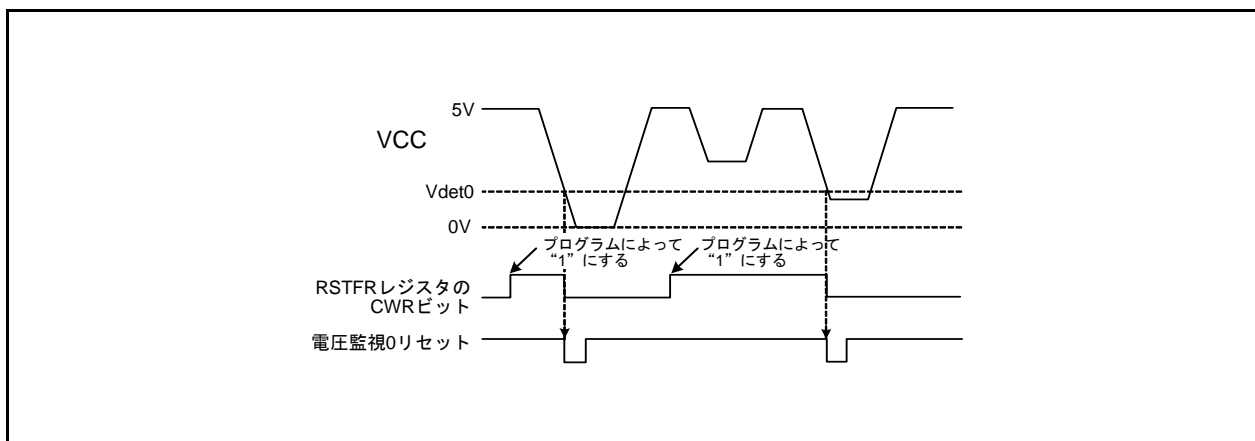 5V
VCC
Vdet0
0V
プログラムによって
“1”にする
プログラムによって
“1”にする
RSTFRレジスタの
CWRビット
電圧監視0リセット